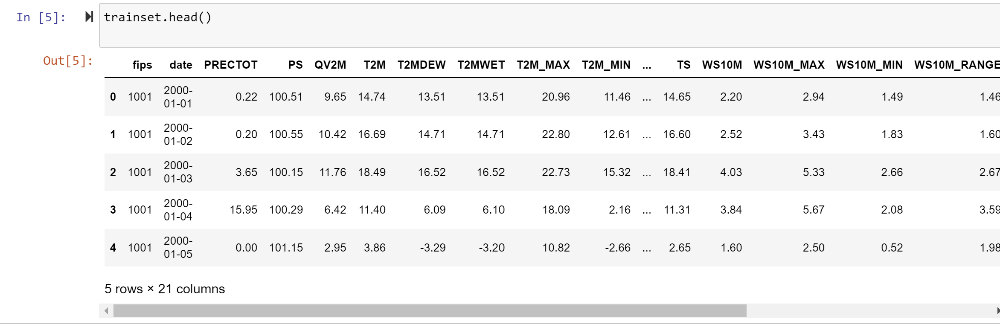 In [5]: trainset.head()
Out[5]:
fips date PRECTOT PS QV2M T2M T2MDEW T2MWET T2M_MAX T2M_MIN ... TS WS10M WS10M_MAX WS10M_MIN WS10M_RANGE
0 1001 2000-01-01 0.22 100.51 9.65 14.74 13.51 13.51 20.96 11.46 ... 14.65 2.20 2.94 1.49 1.46
1 1001 2000-01-02 0.20 100.55 10.42 16.69 14.71 14.71 22.80 12.61 ... 16.60 2.52 3.43 1.83 1.60
2 1001 2000-01-03 3.65 100.15 11.76 18.49 16.52 16.52 22.73 15.32 ... 18.41 4.03 5.33 2.66 2.67
3 1001 2000-01-04 15.95 100.29 6.42 11.40 6.09 6.10 18.09 2.16 ... 11.31 3.84 5.67 2.08 3.59
4 1001 2000-01-05 0.00 101.15 2.95 3.86 -3.29 -3.20 10.82 -2.66 ... 2.65 1.60 2.50 0.52 1.98
5 rows × 21 columns